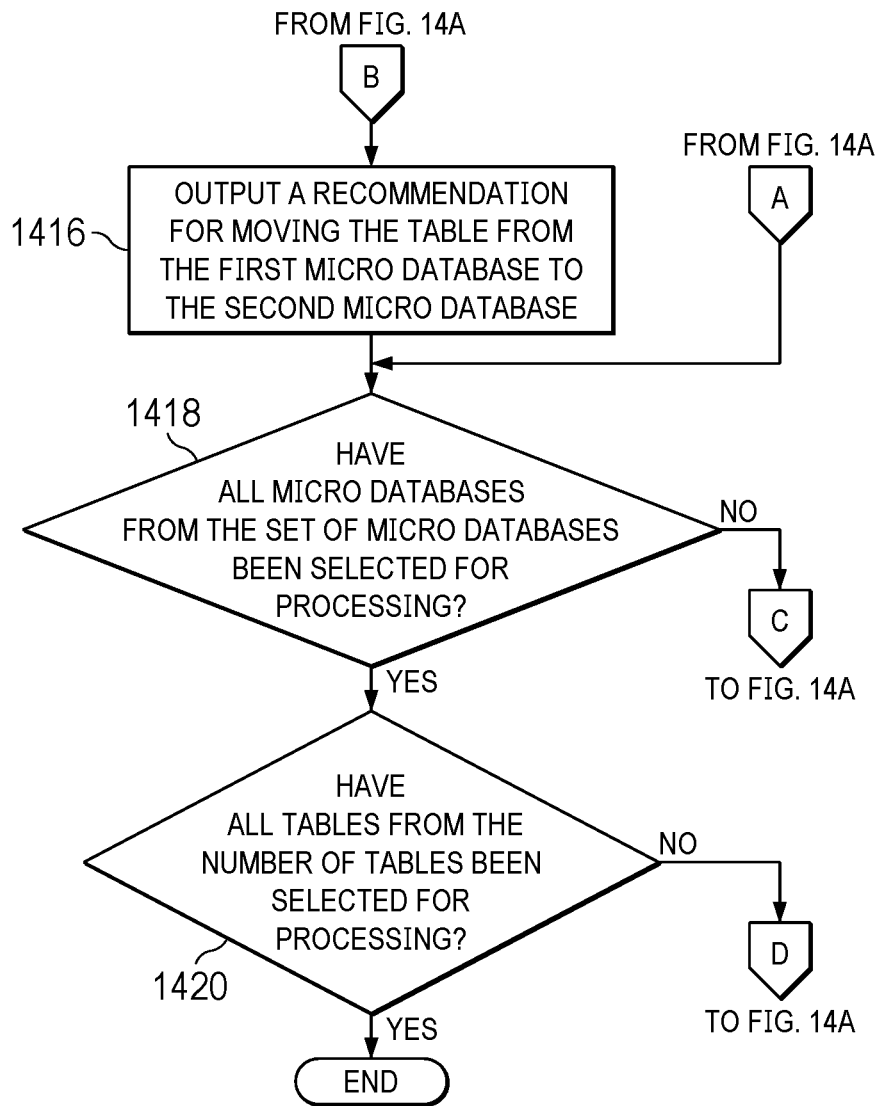 FROM FIG. 14A
B
FROM FIG. 14A
A
1416
OUTPUT A RECOMMENDATION
FOR MOVING THE TABLE FROM
THE FIRST MICRO DATABASE TO
THE SECOND MICRO DATABASE
1418
HAVE
ALL MICRO DATABASES
FROM THE SET OF MICRO DATABASES
BEEN SELECTED FOR
PROCESSING?
NO
C
TO FIG. 14A
YES
HAVE
ALL TABLES FROM THE
NUMBER OF TABLES BEEN
SELECTED FOR
PROCESSING?
NO
1420
D
TO FIG. 14A
YES
END